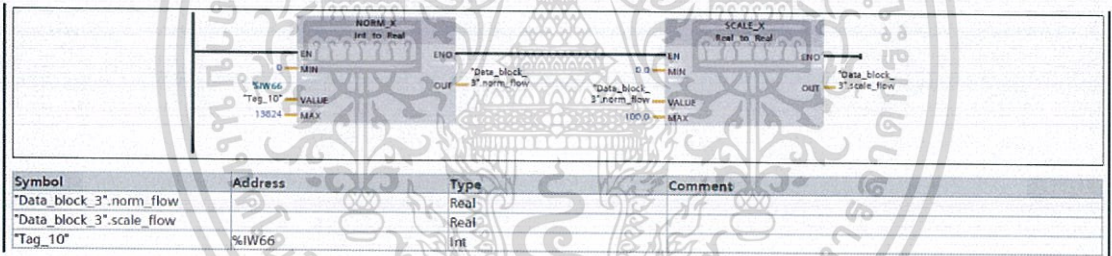 NORM_X
Int to Real
EN
ENO
0
MIN
%IW66
"Tag_10"
VALUE
13824
MAX
OUT
"Data_block_
3".norm_flow
SCALE_X
Real to Real
EN
ENO
0.0
MIN
"Data_block_
3".norm_flow
VALUE
100.0
MAX
OUT
"Data_block_
3".scale_flow
Symbol Address Type Comment
"Data_block_3".norm_flow Real
"Data_block_3".scale_flow Real
"Tag_10" %IW66 Int